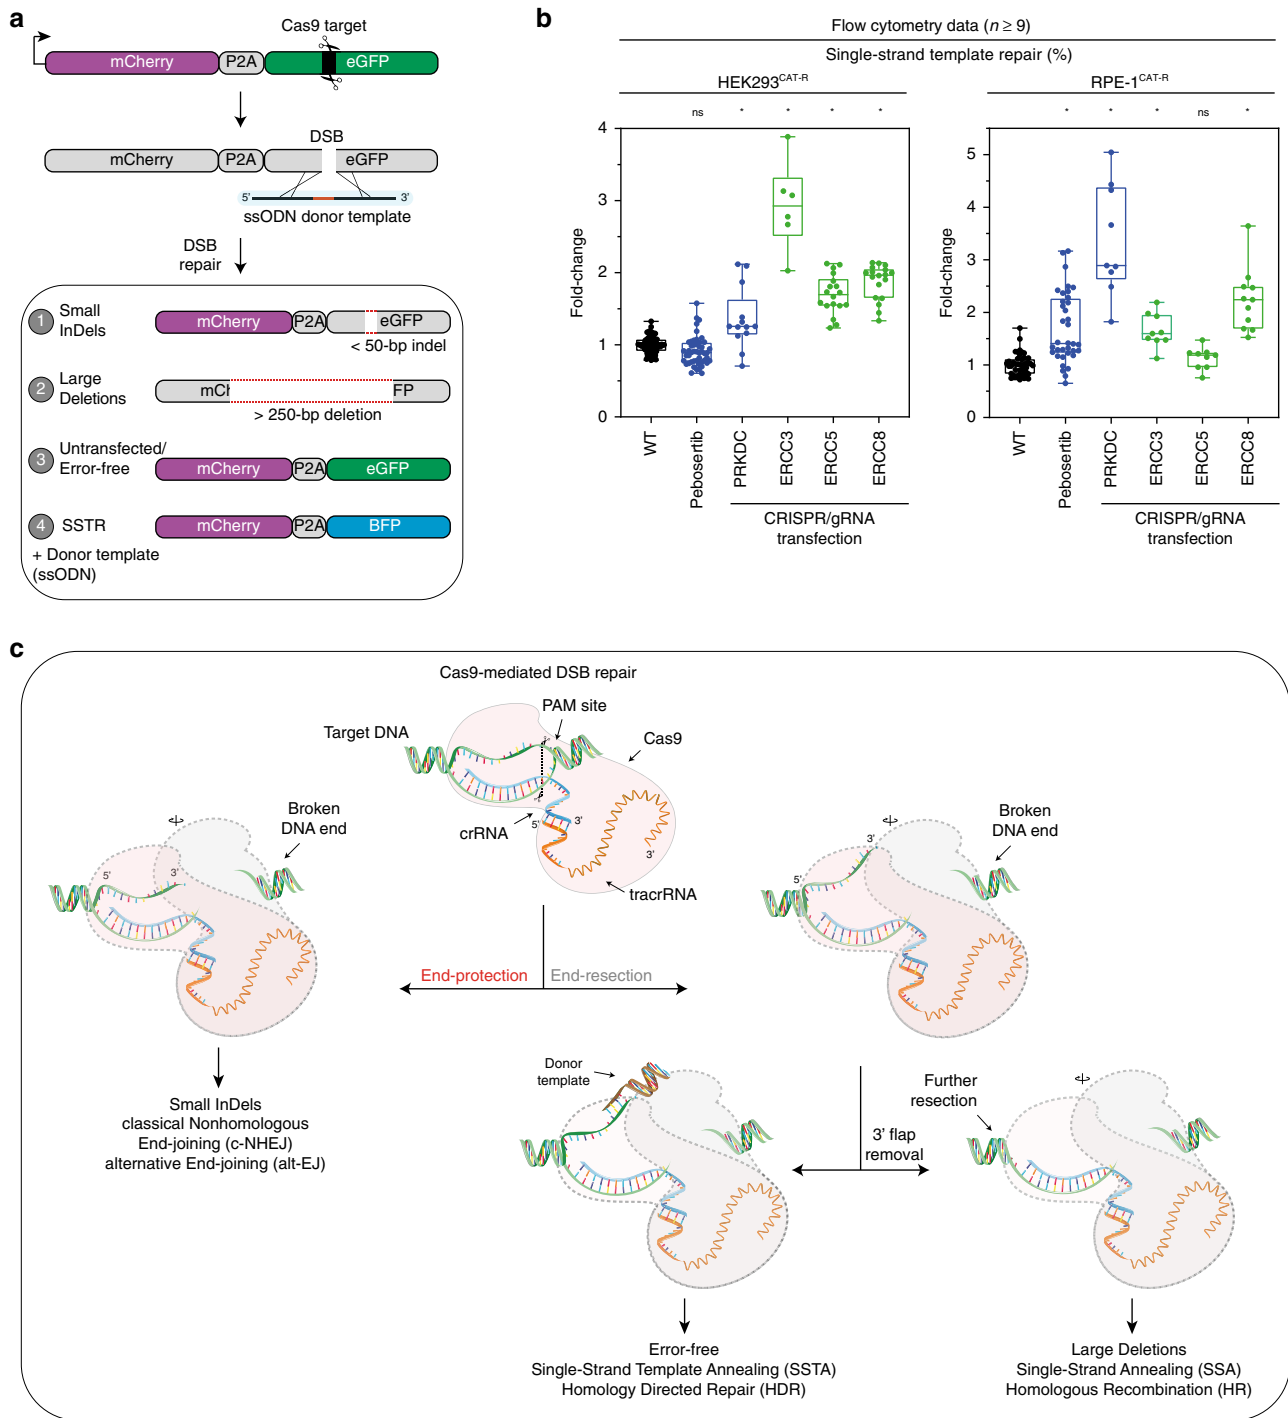 a
Cas9 target
mCherry
P2A
eGFP
DSB
mCherry
P2A
eGFP
5'
3'
ssODN donor template
DSB
repair
1
Small
InDels
mCherry
P2A
eGFP
< 50-bp indel
2
Large
Deletions
mCh
FP
> 250-bp deletion
3
Untransfected/
Error-free
mCherry
P2A
eGFP
4
SSTR
mCherry
P2A
BFP
+ Donor template
(ssODN)
b
Flow cytometry data (n ≥ 9)
Single-strand template repair (%)
HEK293CAT-R
ns
*
*
*
*
Fold-change
4
3
2
1
0
WT
Pebosertib
PRKDC
ERCC3
ERCC5
ERCC8
CRISPR/gRNA
transfection
RPE-1CAT-R
*
*
*
ns
*
Fold-change
5
4
3
2
1
0
WT
Pebosertib
PRKDC
ERCC3
ERCC5
ERCC8
CRISPR/gRNA
transfection
c
Cas9-mediated DSB repair
PAM site
Target DNA
Cas9
crRNA
5'
3'
3'
tracrRNA
Broken
DNA end
5'
3'
Broken
DNA end
3'
5'
End-protection
End-resection
Small InDels
classical Nonhomologous
End-joining (c-NHEJ)
alternative End-joining (alt-EJ)
Donor
template
Further
resection
3' flap
removal
Error-free
Single-Strand Template Annealing (SSTA)
Homology Directed Repair (HDR)
Large Deletions
Single-Strand Annealing (SSA)
Homologous Recombination (HR)